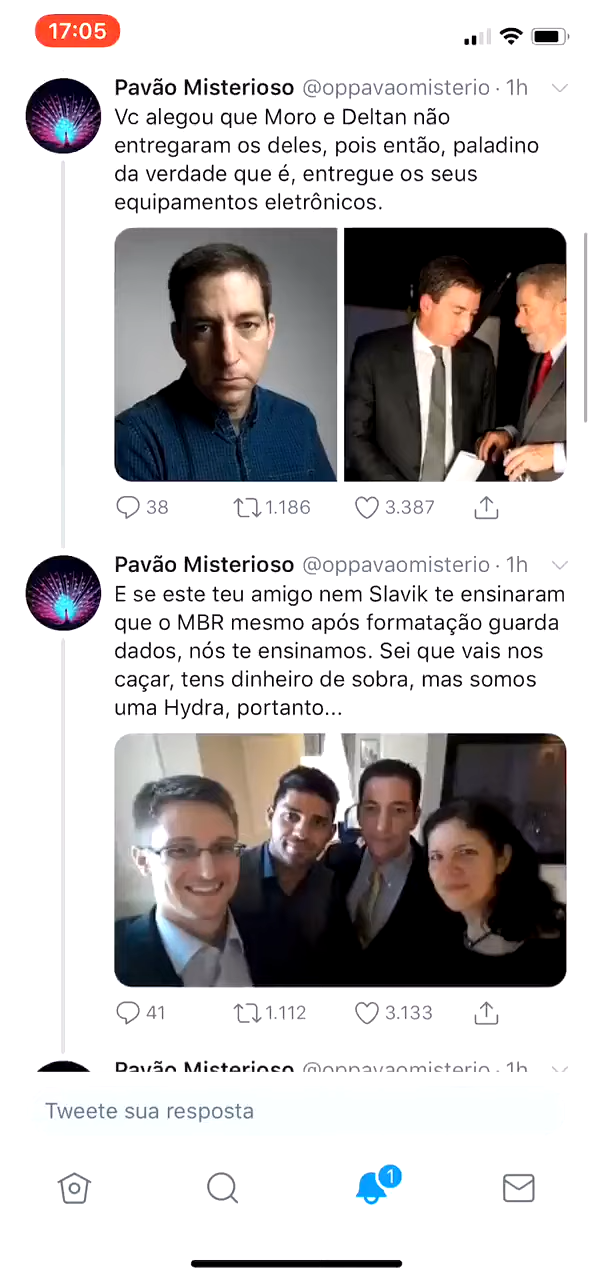 17:05
Pavão Misterioso @oppavaomisterio · 1h
Vc alegou que Moro e Deltan não
entregaram os deles, pois então, paladino
da verdade que é, entregue os seus
equipamentos eletrônicos.
38 1.186 3.387
Pavão Misterioso @oppavaomisterio · 1h
E se este teu amigo nem Slavik te ensinaram
que o MBR mesmo após formatação guarda
dados, nós te ensinamos. Sei que vais nos
caçar, tens dinheiro de sobra, mas somos
uma Hydra, portanto...
41 1.112 3.133
Pavão Misterioso @oppavaomisterio · 1h
Tweete sua resposta
1